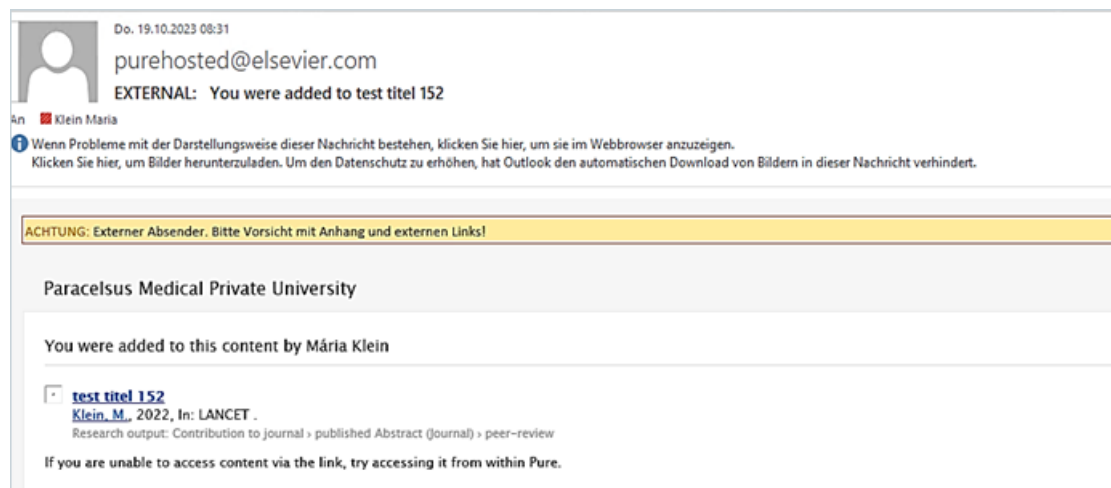 Do. 19.10.2023 08:31
purehosted@elsevier.com
EXTERNAL: You were added to test titel 152
An Klein Maria
Wenn Probleme mit der Darstellungsweise dieser Nachricht bestehen, klicken Sie hier, um sie im Webbrowser anzuzeigen.
Klicken Sie hier, um Bilder herunterzuladen. Um den Datenschutz zu erhöhen, hat Outlook den automatischen Download von Bildern in dieser Nachricht verhindert.
ACHTUNG: Externer Absender. Bitte Vorsicht mit Anhang und externen Links!
Paracelsus Medical Private University
You were added to this content by Mária Klein
test titel 152
Klein, M., 2022, In: LANCET .
Research output: Contribution to journal › published Abstract (Journal) › peer-review
If you are unable to access content via the link, try accessing it from within Pure.